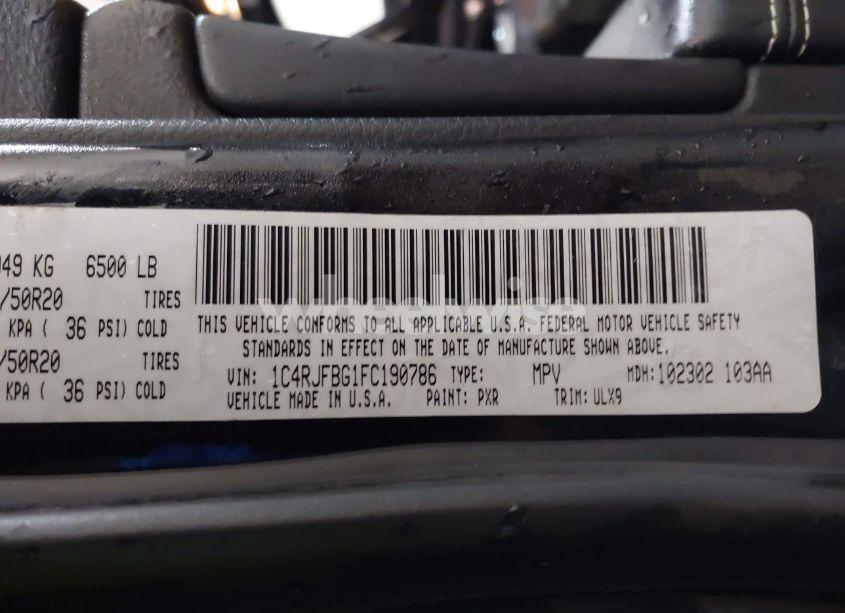 949 KG 6500 LB
/50R20 TIRES
KPA ( 36 PSI) COLD
/50R20 TIRES
KPA ( 36 PSI) COLD
wheelwise
THIS VEHICLE CONFORMS TO ALL APPLICABLE U.S.A. FEDERAL MOTOR VEHICLE SAFETY
STANDARDS IN EFFECT ON THE DATE OF MANUFACTURE SHOWN ABOVE.
VIN: 1C4RJFBG1FC190786 TYPE: MPV MDH: 102302 103AA
VEHICLE MADE IN U.S.A. PAINT: PXR TRIM: ULX9